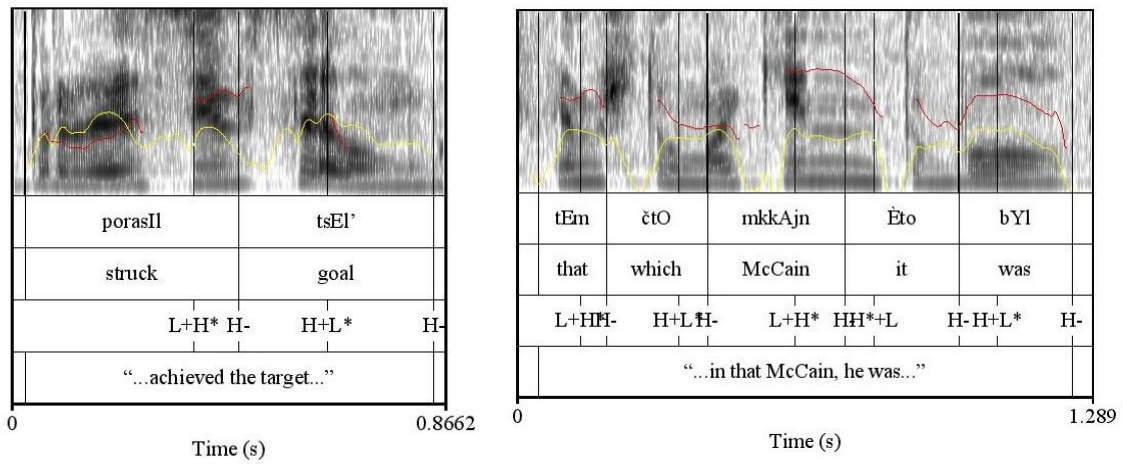 porasIl tsEl’
struck goal
L+H* H- H+L* H-
“...achieved the target...”
0 0.8662
Time (s)
tEm čtO mkkAjn Èto bYl
that which McCain it was
L+H* H- H+L* H- L+H* H- H*+L H- H+L* H-
“...in that McCain, he was...”
0 1.289
Time (s)